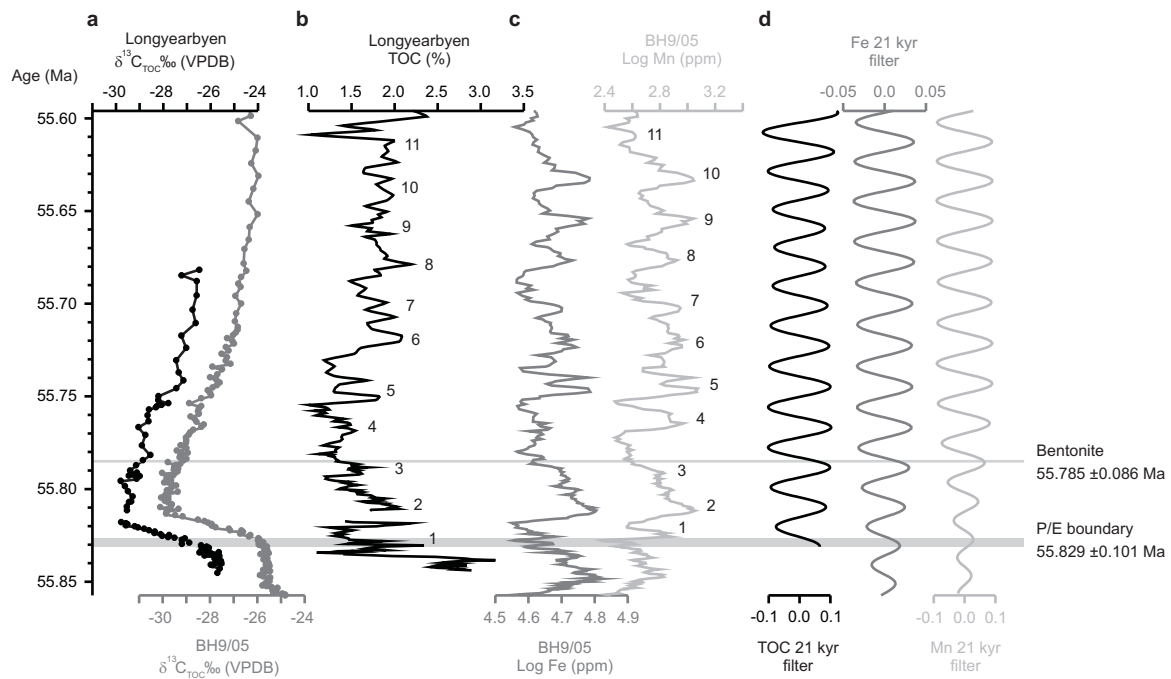 a
b
c
d
Longyearbyen
δ¹³C_TOC‰ (VPDB)
Longyearbyen
TOC (%)
BH9/05
Log Mn (ppm)
Fe 21 kyr
filter
Age (Ma)
-30 -28 -26 -24
1.0 1.5 2.0 2.5 3.0 3.5
2.4 2.8 3.2
-0.05 0.0 0.05
55.60
55.65
55.70
55.75
55.80
55.85
11
10
9
8
7
6
5
4
3
2
1
11
10
9
8
7
6
5
4
3
2
1
Bentonite
55.785 ±0.086 Ma
P/E boundary
55.829 ±0.101 Ma
-30 -28 -26 -24
4.5 4.6 4.7 4.8 4.9
-0.1 0.0 0.1
-0.1 0.0 0.1
BH9/05
δ¹³C_TOC‰ (VPDB)
BH9/05
Log Fe (ppm)
TOC 21 kyr
filter
Mn 21 kyr
filter